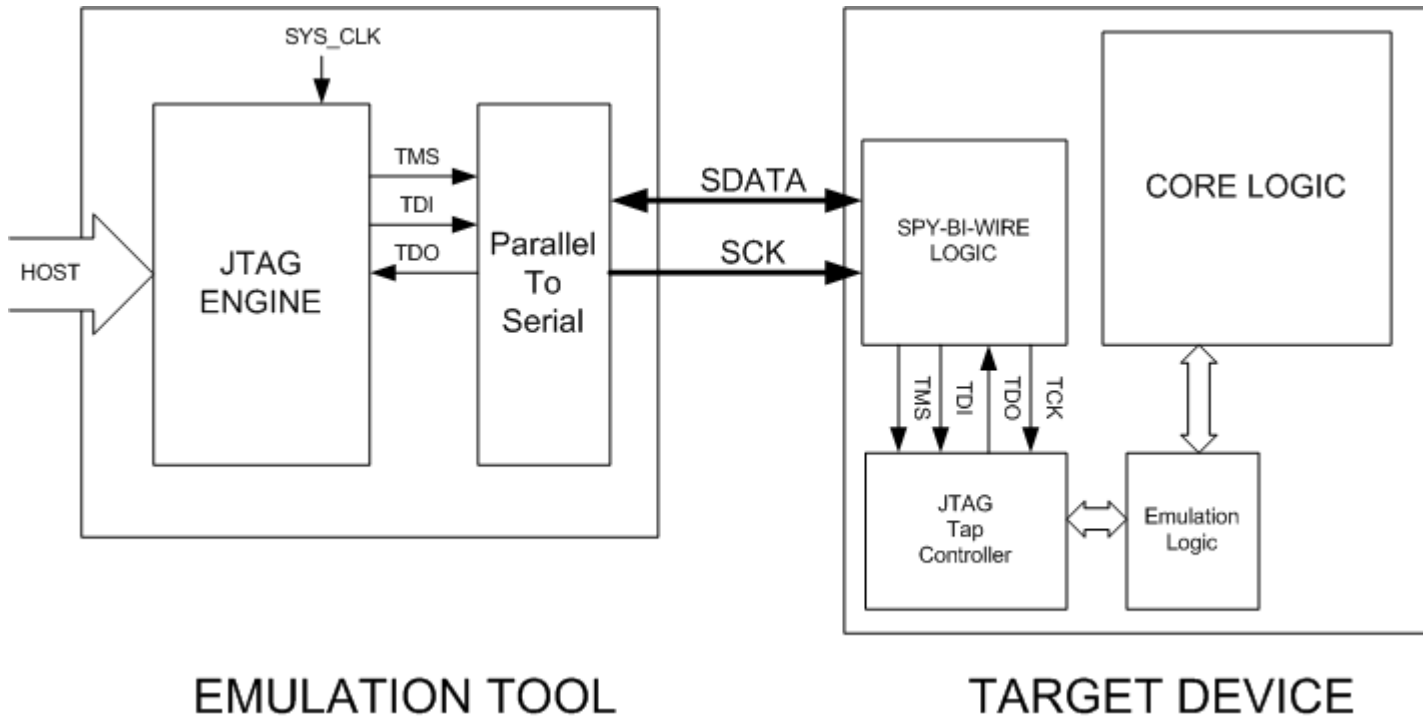 SYS_CLK
HOST
JTAG
ENGINE
TMS
TDI
TDO
Parallel
To
Serial
SDATA
SCK
SPY-BI-WIRE
LOGIC
CORE LOGIC
TMS
TDI
TDO
TCK
JTAG
Tap
Controller
Emulation
Logic
EMULATION TOOL
TARGET DEVICE